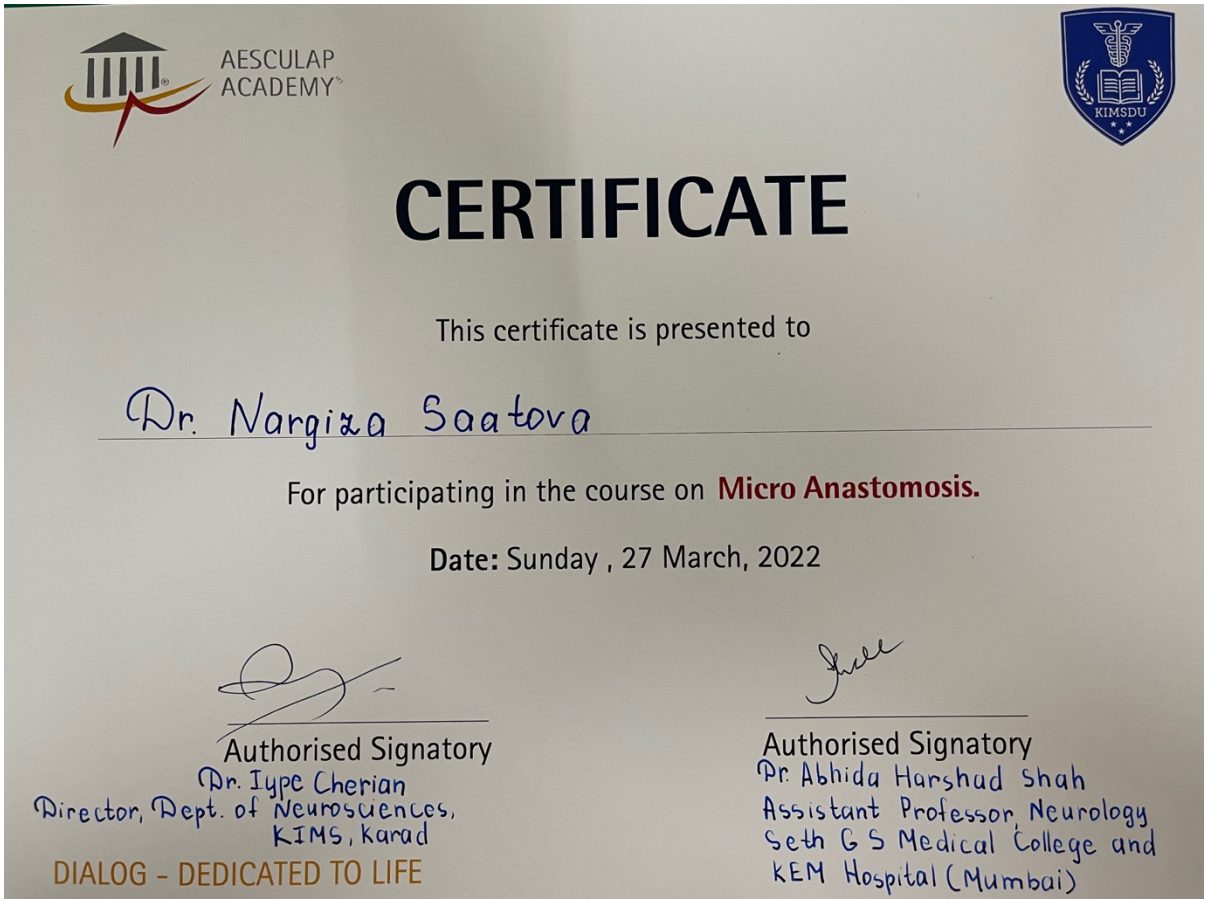 AESCULAP
ACADEMY®
KIMSDU
CERTIFICATE
This certificate is presented to
Dr. Nargiza Saatova
For participating in the course on Micro Anastomosis.
Date: Sunday , 27 March, 2022
Authorised Signatory
Dr. Iype Cherian
Director, Dept. of Neurosciences,
KIMS, Karad
DIALOG - DEDICATED TO LIFE
Authorised Signatory
Dr. Abhida Harshad Shah
Assistant Professor, Neurology
Seth G S Medical College and
KEM Hospital (Mumbai)